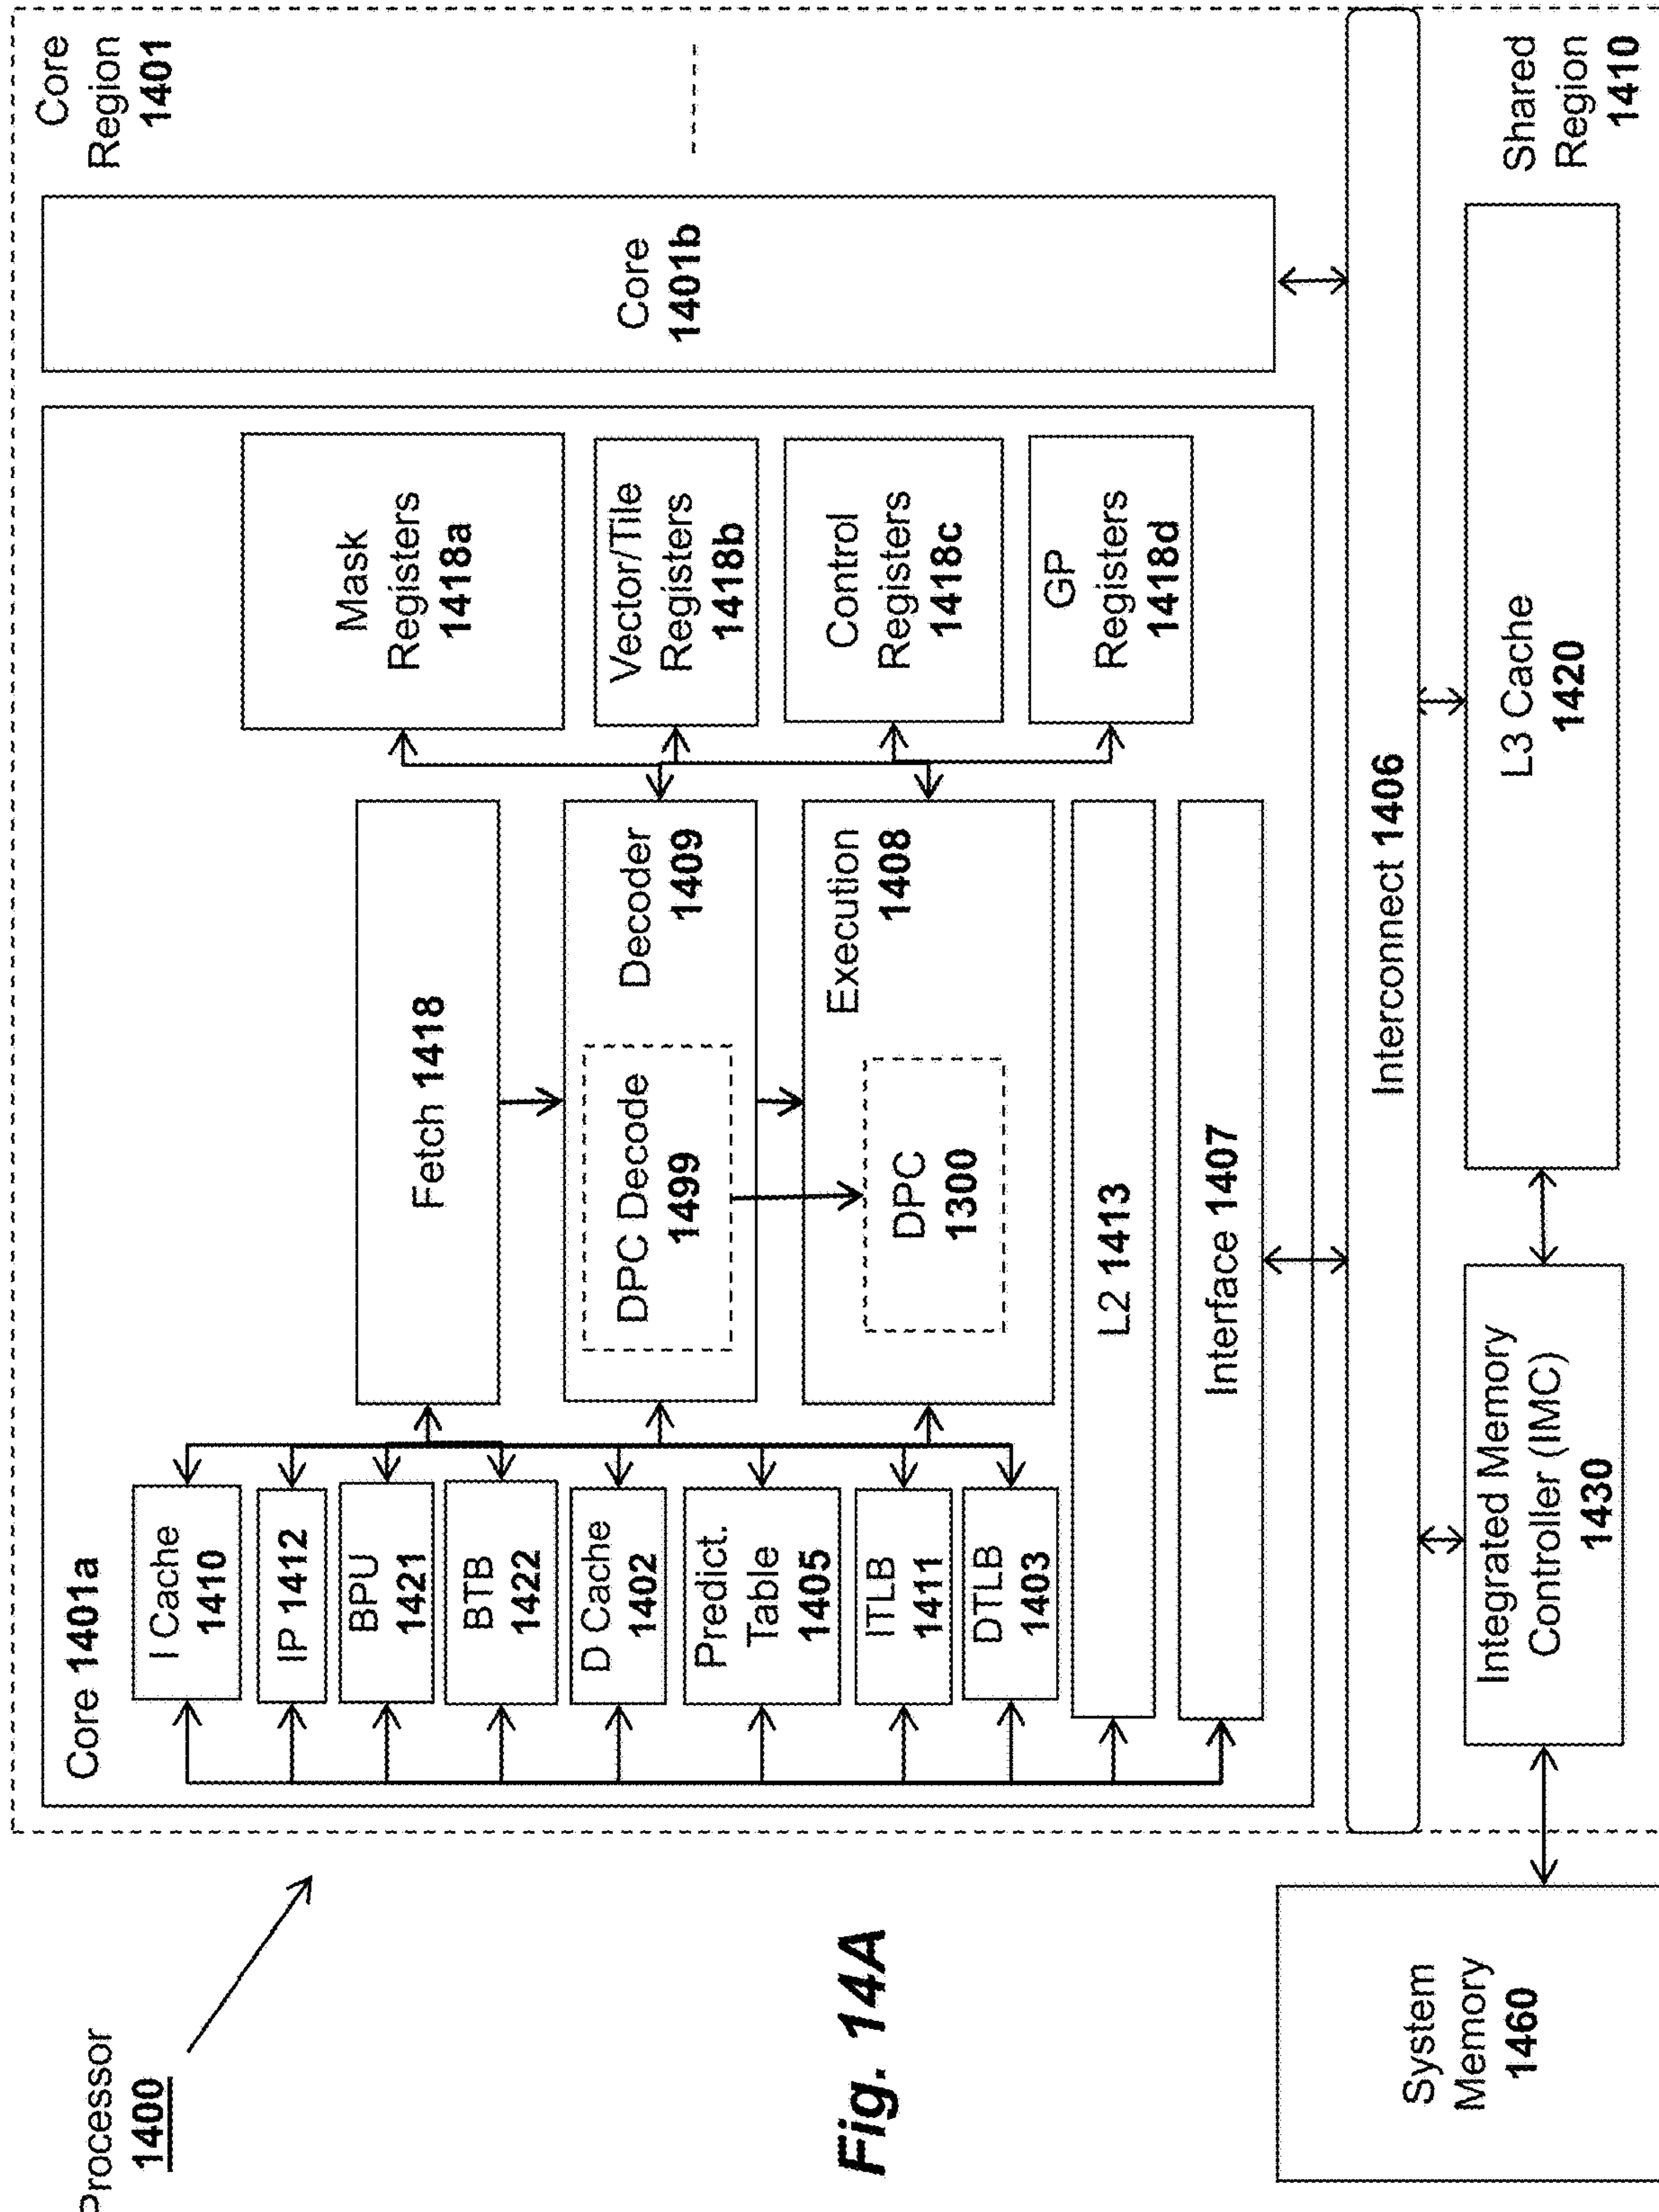 Processor
1400
Core 1401a
Core
Region
1401
I Cache
1410
IP 1412
BPU
1421
BTB
1422
D Cache
1402
Predict.
Table
1405
ITLB
1411
DTLB
1403
Fetch 1418
Decoder
1409
DPC Decode
1499
Execution
1408
DPC
1300
L2 1413
Interface 1407
Mask
Registers
1418a
Vector/Tile
Registers
1418b
Control
Registers
1418c
GP
Registers
1418d
Core
1401b
Interconnect 1406
System
Memory
1460
Integrated Memory
Controller (IMC)
1430
L3 Cache
1420
Shared
Region
1410
Fig. 14A